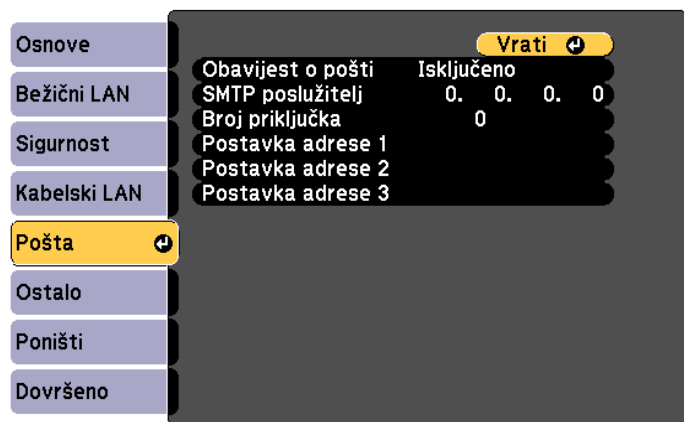 Osnove
Bežični LAN
Sigurnost
Kabelski LAN
Pošta
Ostalo
Poništi
Dovršeno
Vrati
Obavijest o pošti Isključeno
SMTP poslužitelj 0. 0. 0. 0
Broj priključka 0
Postavka adrese 1
Postavka adrese 2
Postavka adrese 3